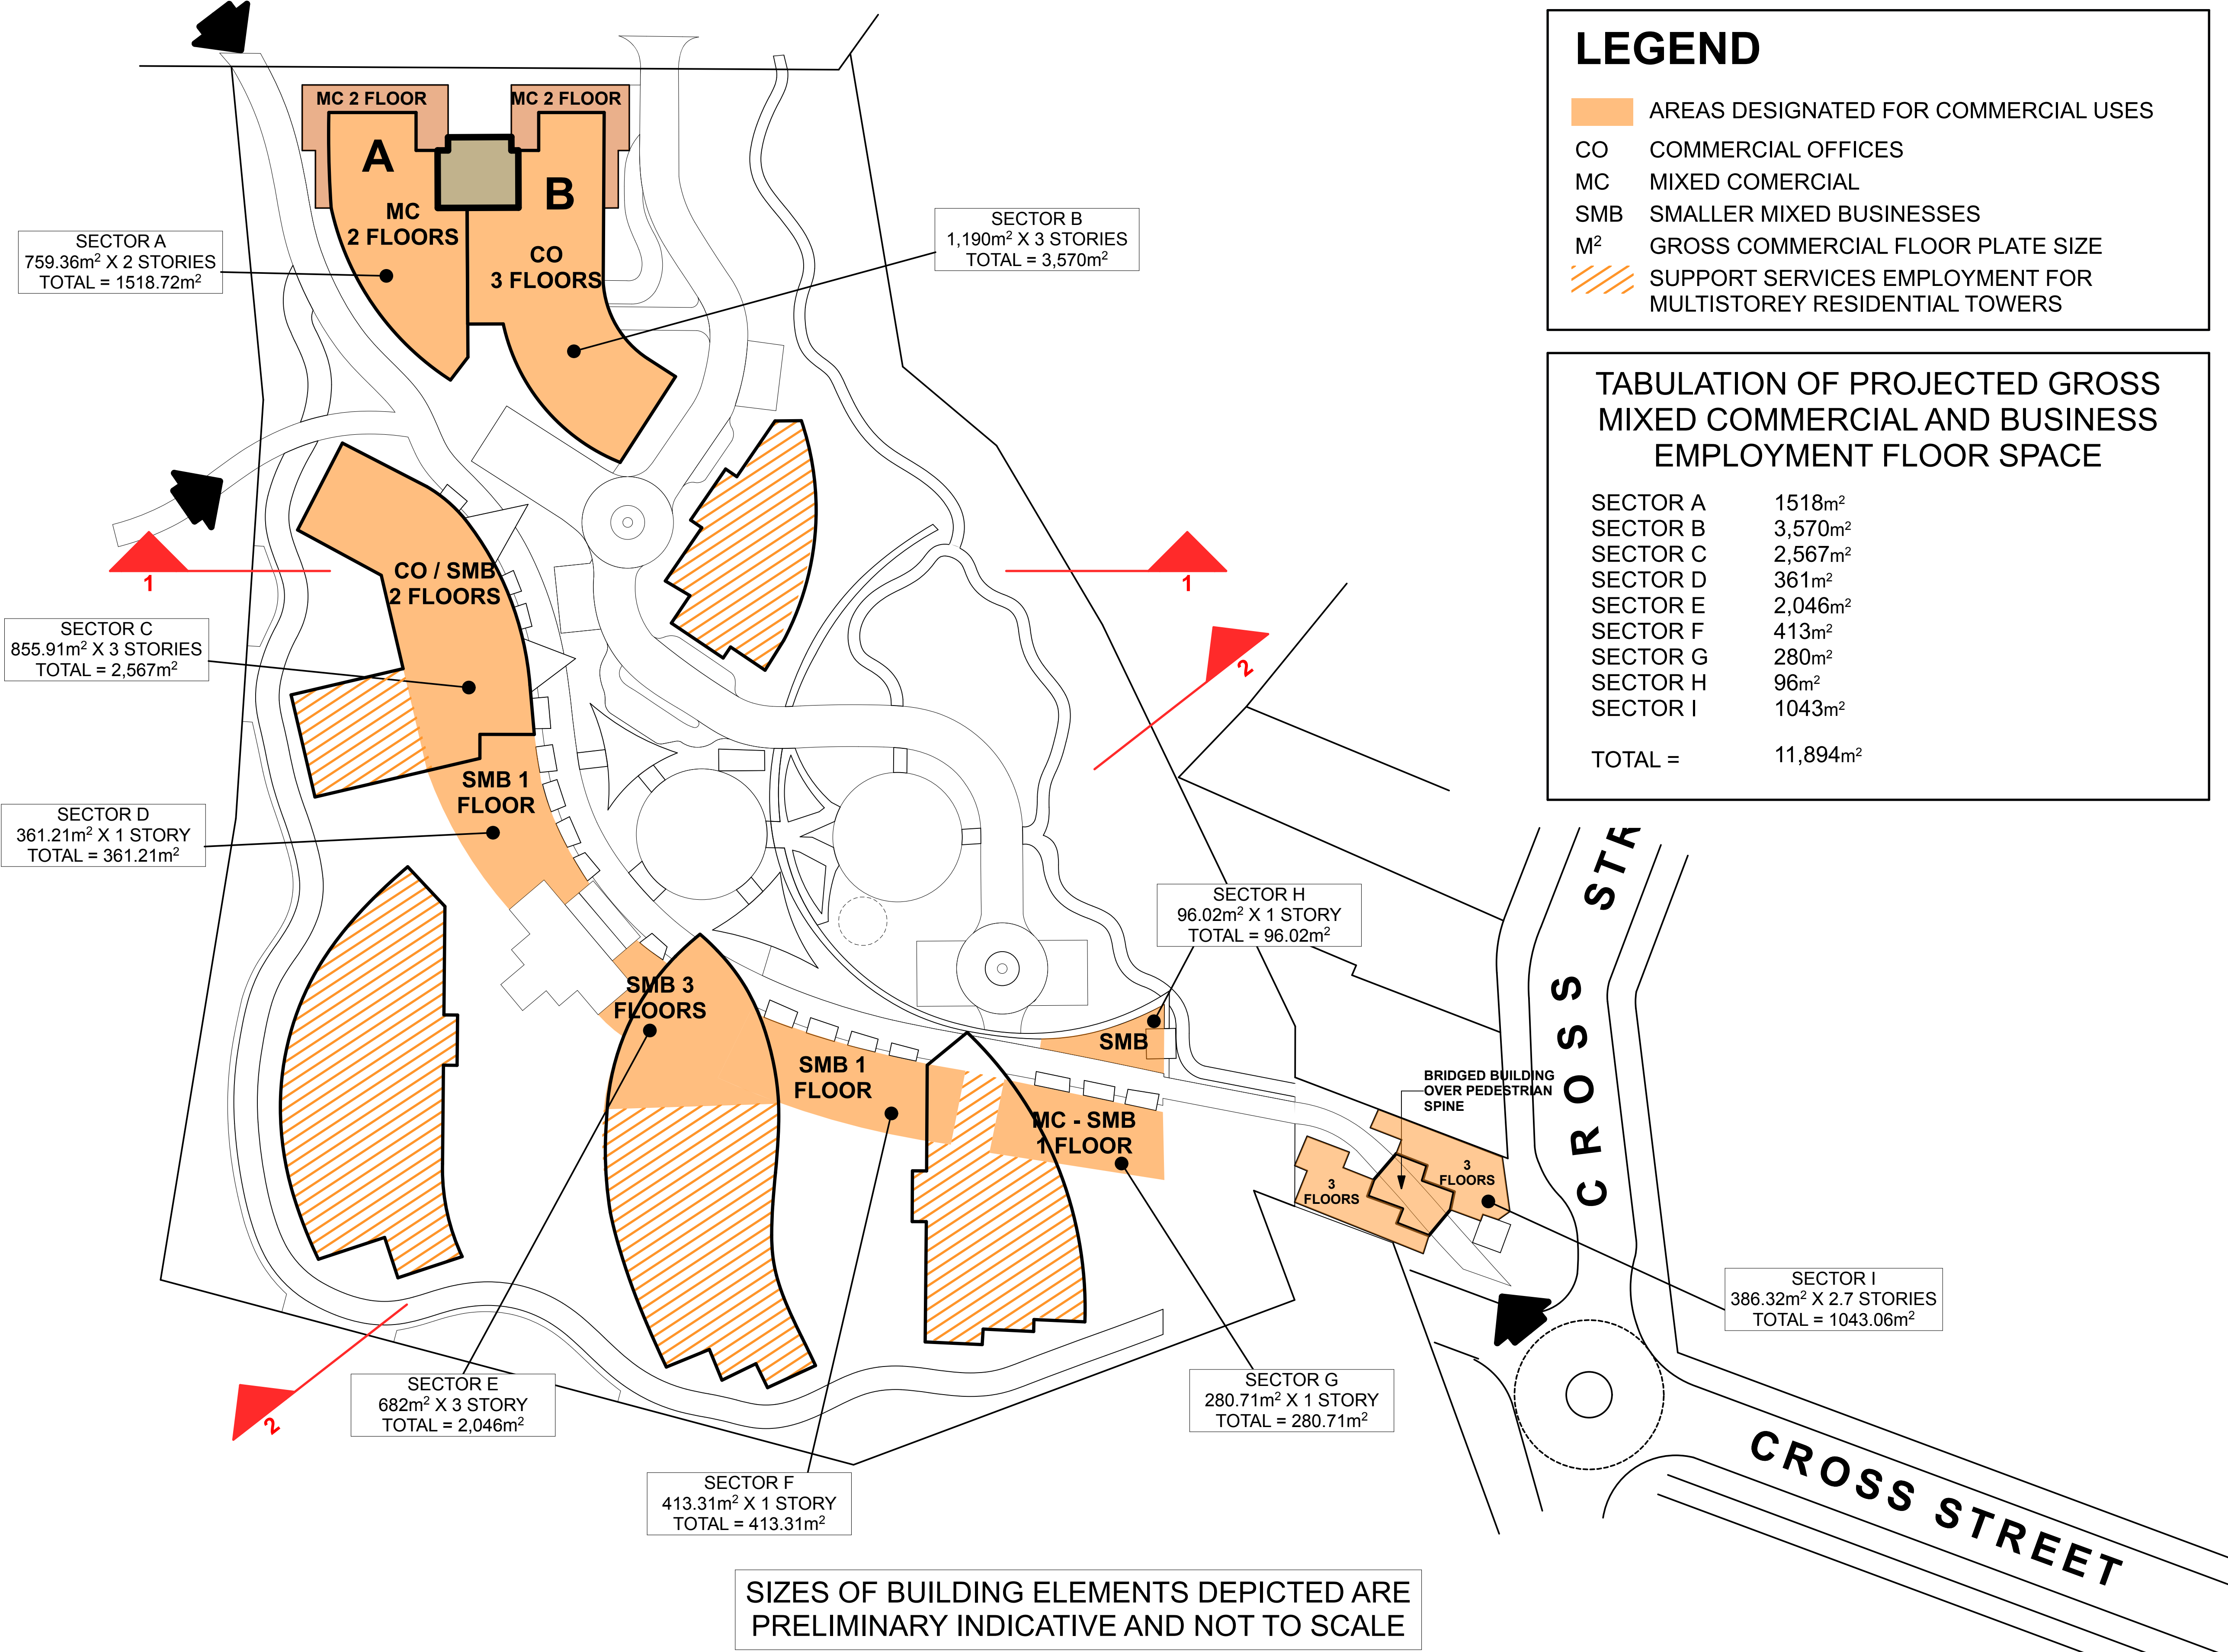 LEGEND
AREAS DESIGNATED FOR COMMERCIAL USES
CO COMMERCIAL OFFICES
MC MIXED COMERCIAL
SMB SMALLER MIXED BUSINESSES
M² GROSS COMMERCIAL FLOOR PLATE SIZE
SUPPORT SERVICES EMPLOYMENT FOR
MULTISTOREY RESIDENTIAL TOWERS
TABULATION OF PROJECTED GROSS
MIXED COMMERCIAL AND BUSINESS
EMPLOYMENT FLOOR SPACE
SECTOR A 1518m²
SECTOR B 3,570m²
SECTOR C 2,567m²
SECTOR D 361m²
SECTOR E 2,046m²
SECTOR F 413m²
SECTOR G 280m²
SECTOR H 96m²
SECTOR I 1043m²
TOTAL = 11,894m²
MC 2 FLOOR
MC 2 FLOOR
A
B
MC
2 FLOORS
CO
3 FLOORS
SECTOR A
759.36m² X 2 STORIES
TOTAL = 1518.72m²
SECTOR B
1,190m² X 3 STORIES
TOTAL = 3,570m²
1
1
CO / SMB
2 FLOORS
SECTOR C
855.91m² X 3 STORIES
TOTAL = 2,567m²
2
SMB 1
FLOOR
SECTOR D
361.21m² X 1 STORY
TOTAL = 361.21m²
SECTOR H
96.02m² X 1 STORY
TOTAL = 96.02m²
SMB 3
FLOORS
SMB
SMB 1
FLOOR
MC - SMB
1 FLOOR
BRIDGED BUILDING
OVER PEDESTRIAN
SPINE
3
FLOORS
3
FLOORS
CROSS STR
SECTOR I
386.32m² X 2.7 STORIES
TOTAL = 1043.06m²
2
SECTOR E
682m² X 3 STORY
TOTAL = 2,046m²
SECTOR G
280.71m² X 1 STORY
TOTAL = 280.71m²
SECTOR F
413.31m² X 1 STORY
TOTAL = 413.31m²
CROSS STREET
SIZES OF BUILDING ELEMENTS DEPICTED ARE
PRELIMINARY INDICATIVE AND NOT TO SCALE